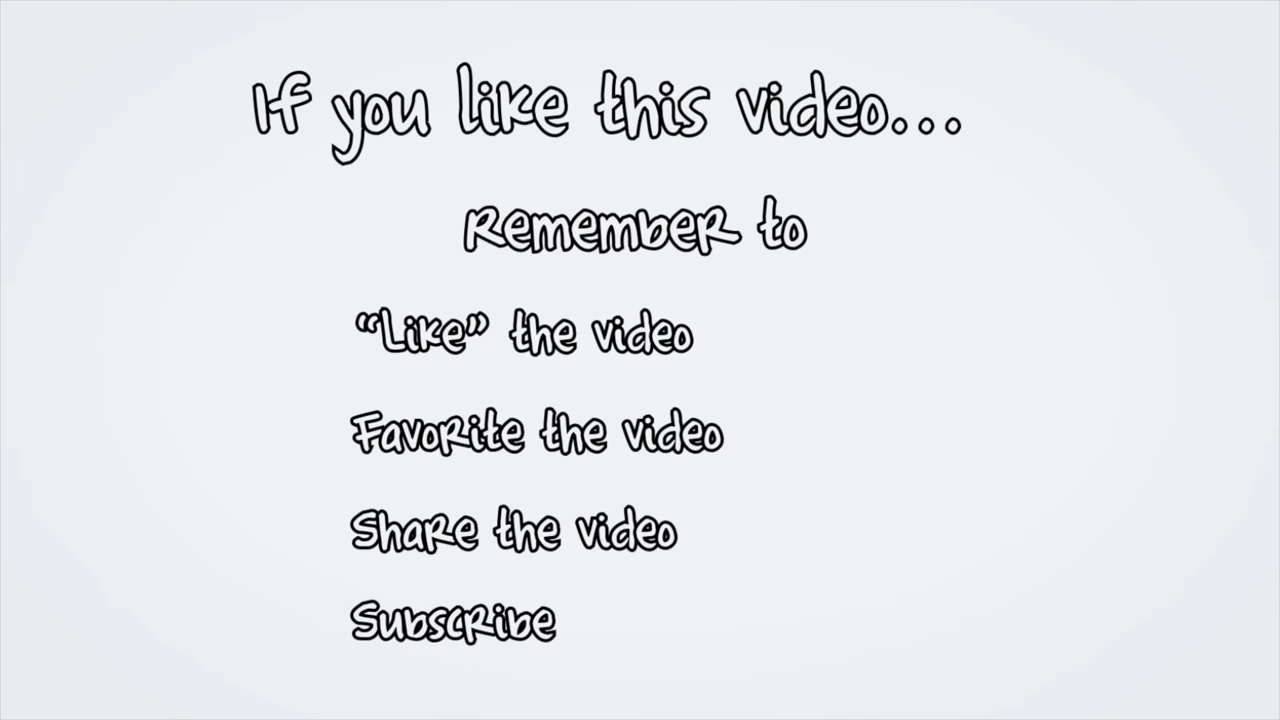 If you like this video...
Remember to
“Like” the video
Favorite the video
Share the video
Subscribe